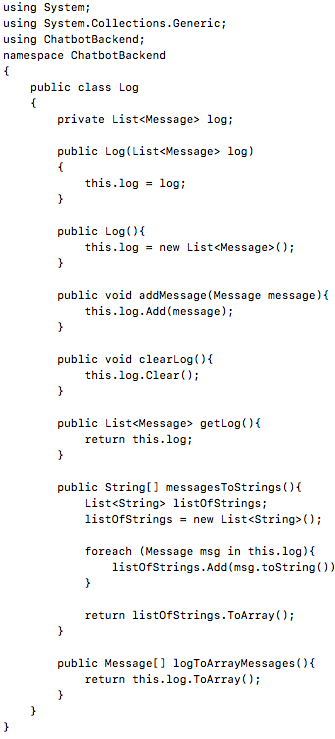 using System;
using System.Collections.Generic;
using ChatbotBackend;
namespace ChatbotBackend
{
    public class Log
    {
        private List<Message> log;

        public Log(List<Message> log)
        {
            this.log = log;
        }

        public Log(){
            this.log = new List<Message>();
        }

        public void addMessage(Message message){
            this.log.Add(message);
        }

        public void clearLog(){
            this.log.Clear();
        }

        public List<Message> getLog(){
            return this.log;
        }

        public String[] messagesToStrings(){
            List<String> listOfStrings;
            listOfStrings = new List<String>();

            foreach (Message msg in this.log){
                listOfStrings.Add(msg.toString())
            }

            return listOfStrings.ToArray();
        }

        public Message[] logToArrayMessages(){
            return this.log.ToArray();
        }
    }
}